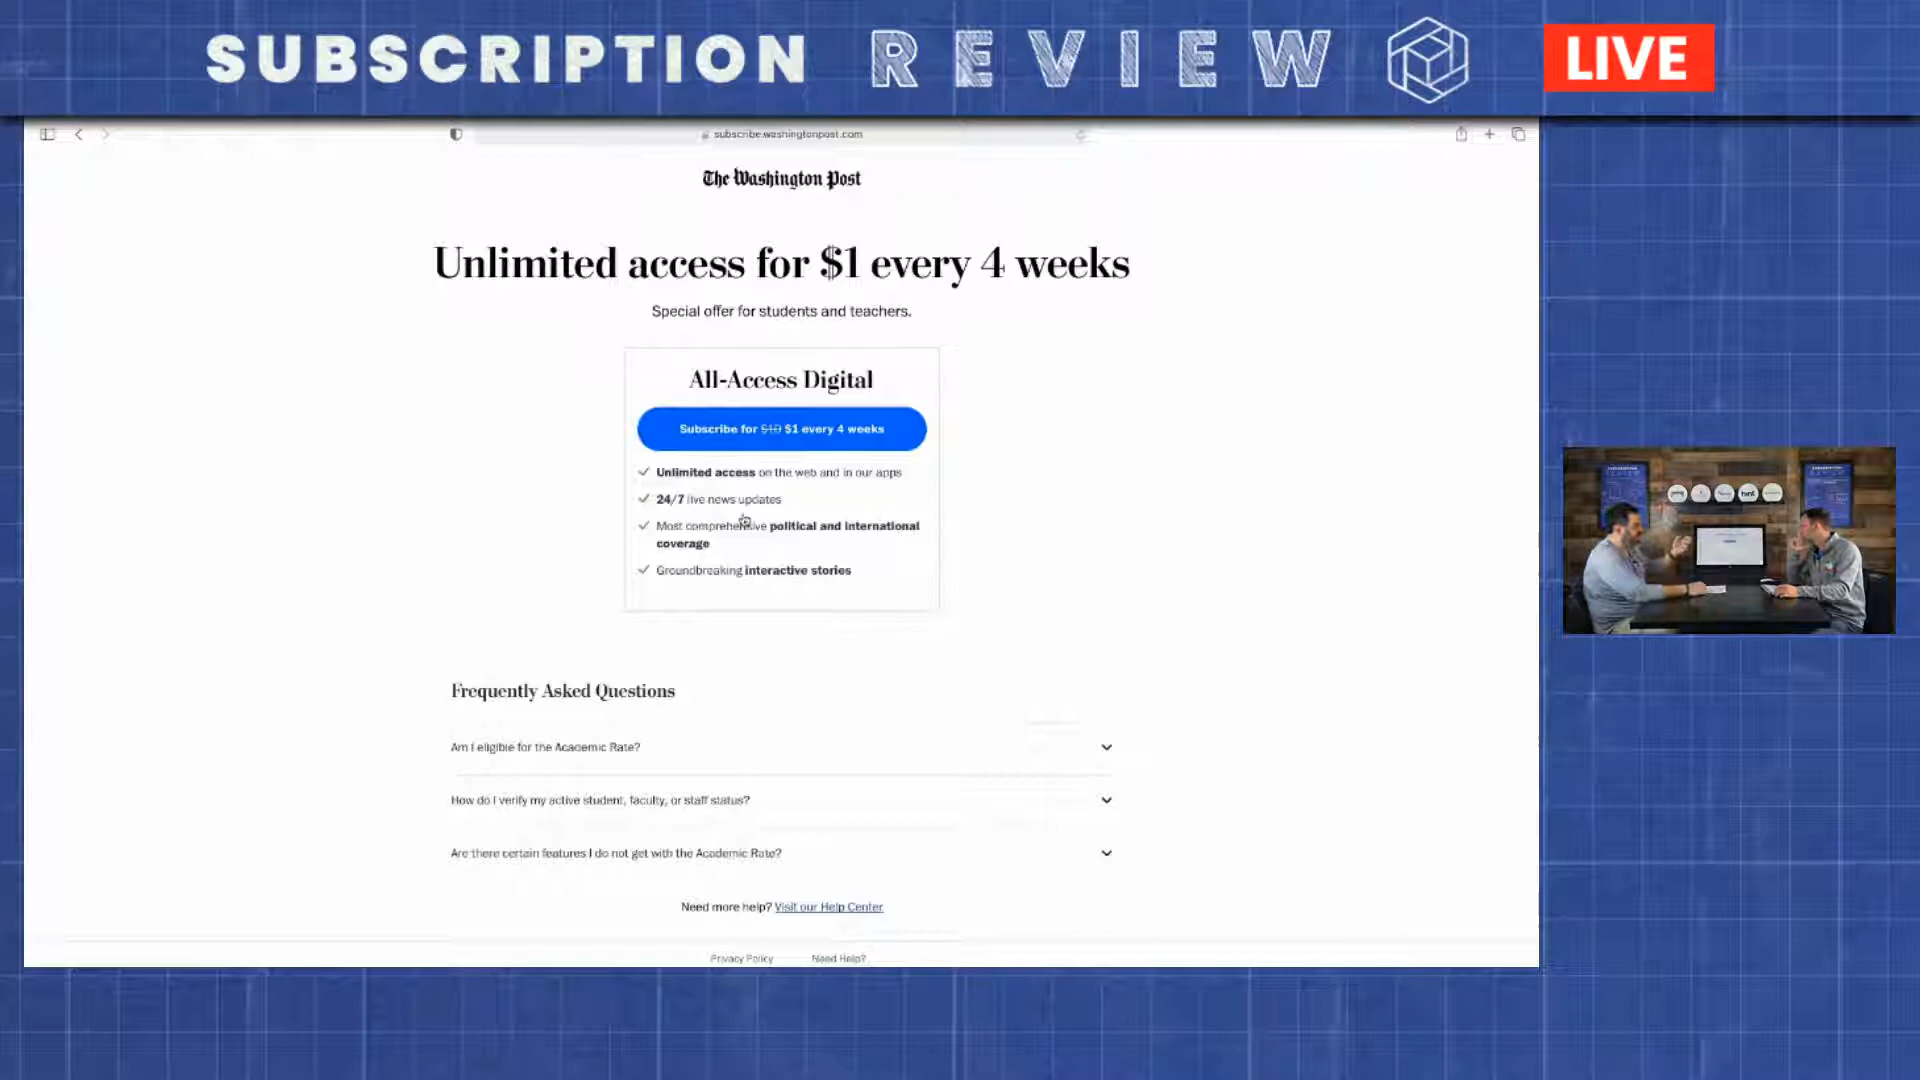 SUBSCRIPTION REVIEW LIVE
subscribe.washingtonpost.com
The Washington Post
Unlimited access for $1 every 4 weeks
Special offer for students and teachers.
All-Access Digital
Subscribe for $10 $1 every 4 weeks
Unlimited access on the web and in our apps
24/7 live news updates
Most comprehensive political and international
coverage
Groundbreaking interactive stories
Frequently Asked Questions
Am I eligible for the Academic Rate?
How do I verify my active student, faculty, or staff status?
Are there certain features I do not get with the Academic Rate?
Need more help? Visit our Help Center
Privacy Policy Need Help?
hint